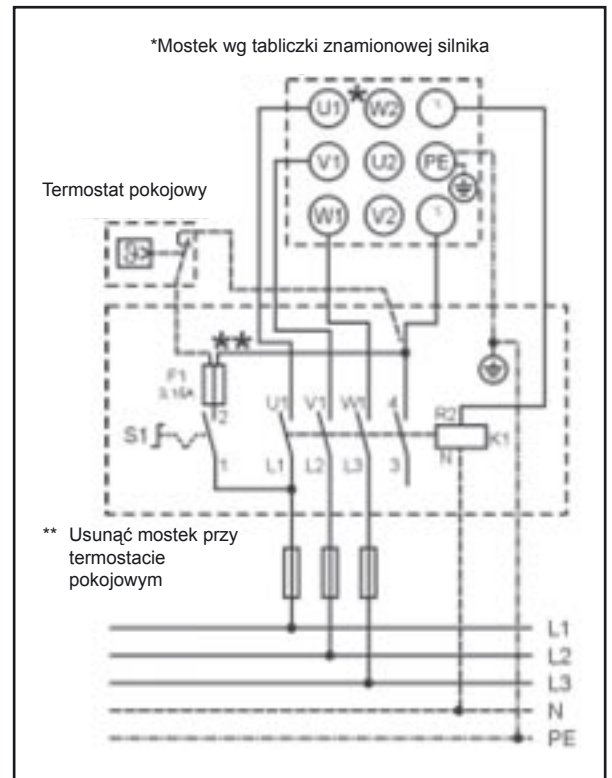 *Mostek wg tabliczki znamionowej silnika
U1 * W2
V1 U2 PE
Termostat pokojowy
W1 V2
**
F1
3,15A
U1 V1 W1 4
2
R2
S1
K1
N
1 L1 L2 L3 3
** Usunąć mostek przy
termostacie
pokojowym
L1
L2
L3
N
PE